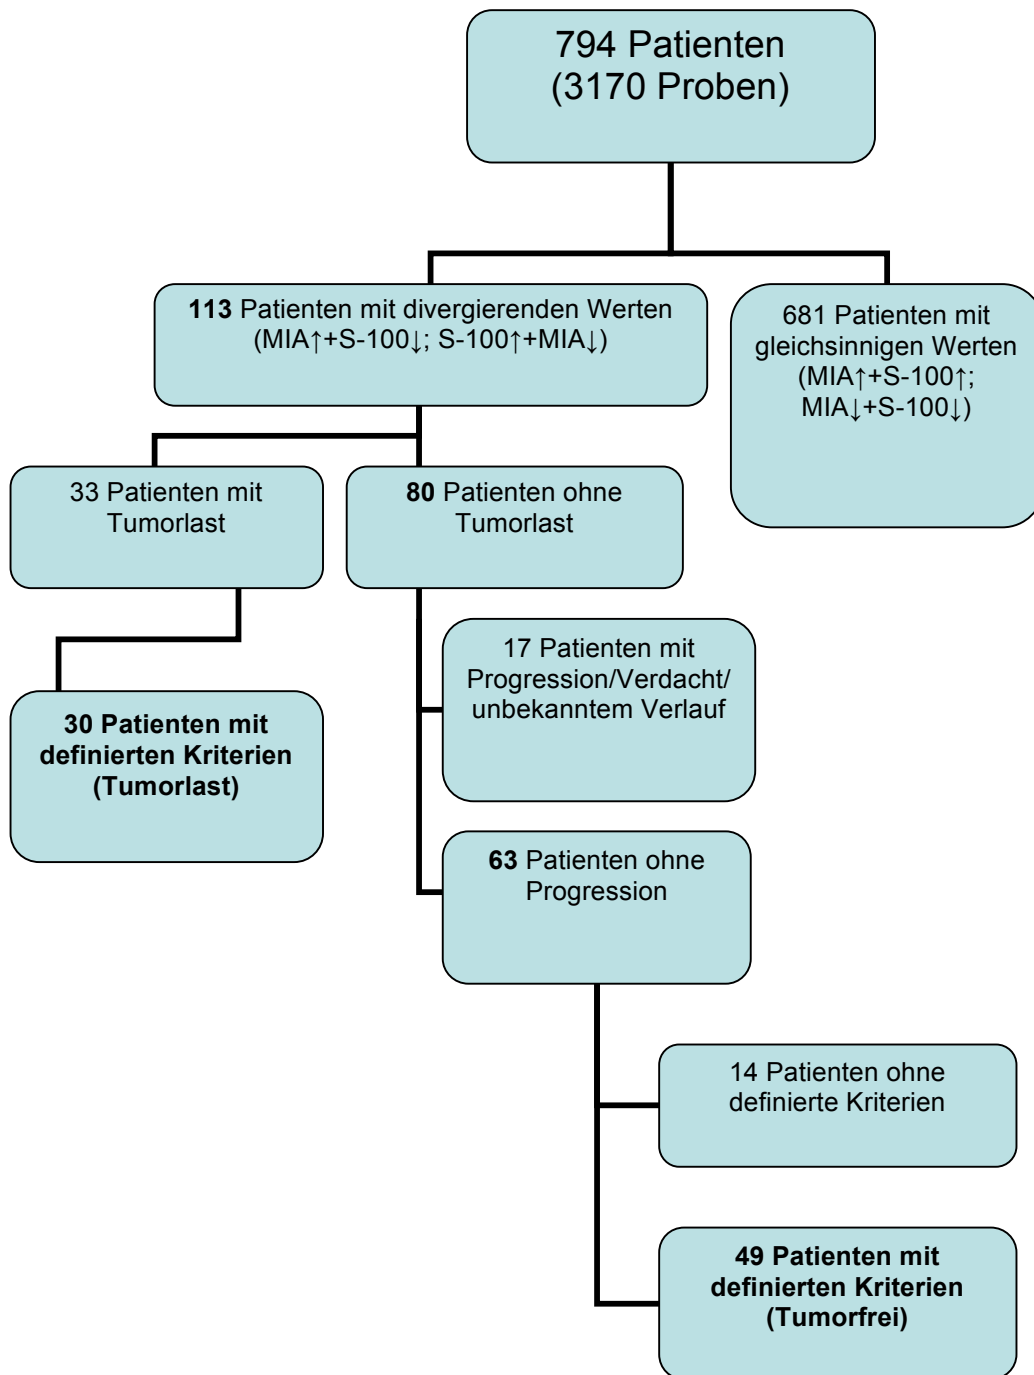 794 Patienten
(3170 Proben)
113 Patienten mit divergierenden Werten
(MIA↑+S-100↓; S-100↑+MIA↓)
681 Patienten mit
gleichsinnigen Werten
(MIA↑+S-100↑;
MIA↓+S-100↓)
33 Patienten mit
Tumorlast
80 Patienten ohne
Tumorlast
17 Patienten mit
Progression/Verdacht/
unbekanntem Verlauf
30 Patienten mit
definierten Kriterien
(Tumorlast)
63 Patienten ohne
Progression
14 Patienten ohne
definierte Kriterien
49 Patienten mit
definierten Kriterien
(Tumorfrei)